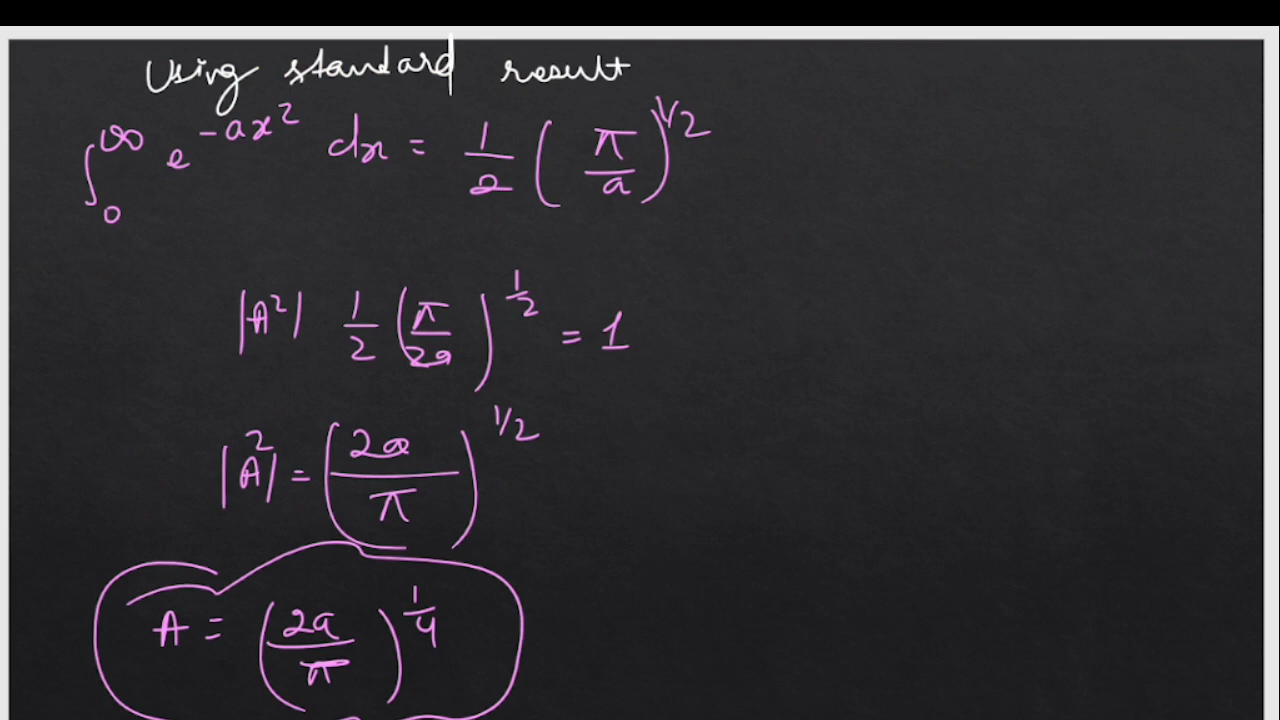 Using standard result
∫₀^∞ e^{-ax²} dx = 1/2 (π/a)^{1/2}
|A²| 1/2 (π/2a)^{1/2} = 1
|A²| = (2a/π)^{1/2}
A = (2a/π)^{1/4}